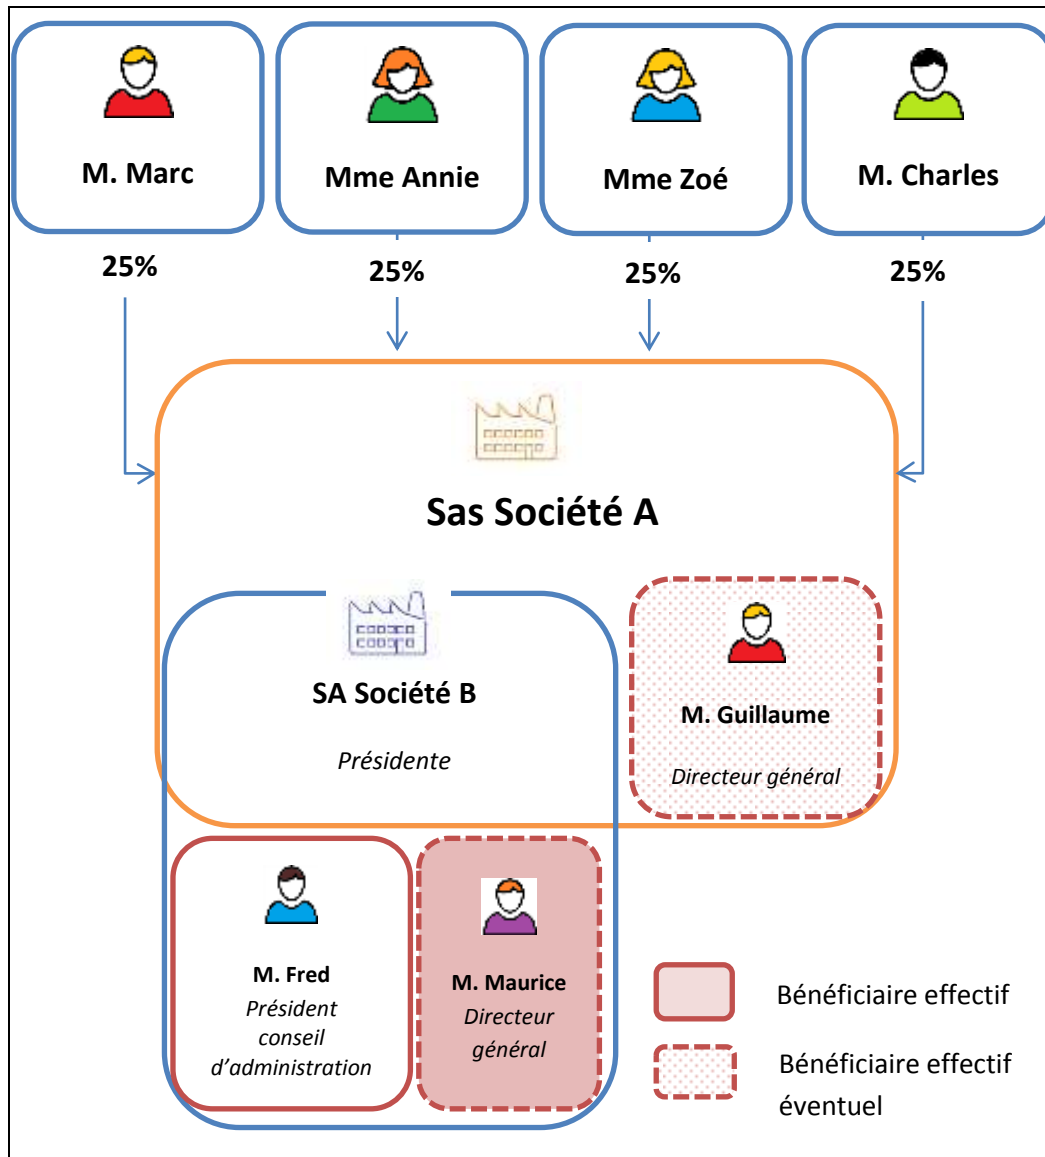 M. Marc
Mme Annie
Mme Zoé
M. Charles
25%
25%
25%
25%
Sas Société A
SA Société B
Présidente
M. Guillaume
Directeur général
M. Fred
Président
conseil
d’administration
M. Maurice
Directeur
général
Bénéficiaire effectif
Bénéficiaire effectif
éventuel